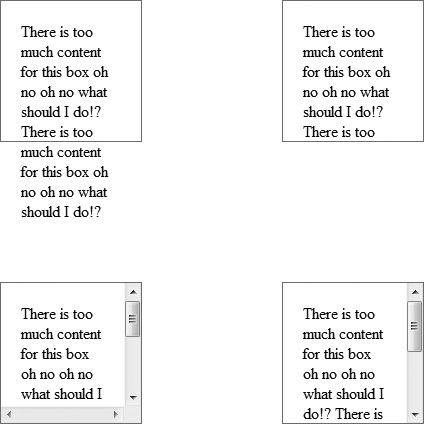 There is too
much content
for this box oh
no oh no what
should I do!?
There is too
much content
for this box oh
no oh no what
should I do!?
There is too
much content
for this box oh
no oh no what
should I do!?
There is too
There is too
much content
for this box
oh no oh no
what should I
There is too
much content
for this box oh
no oh no what
should I
do!? There is